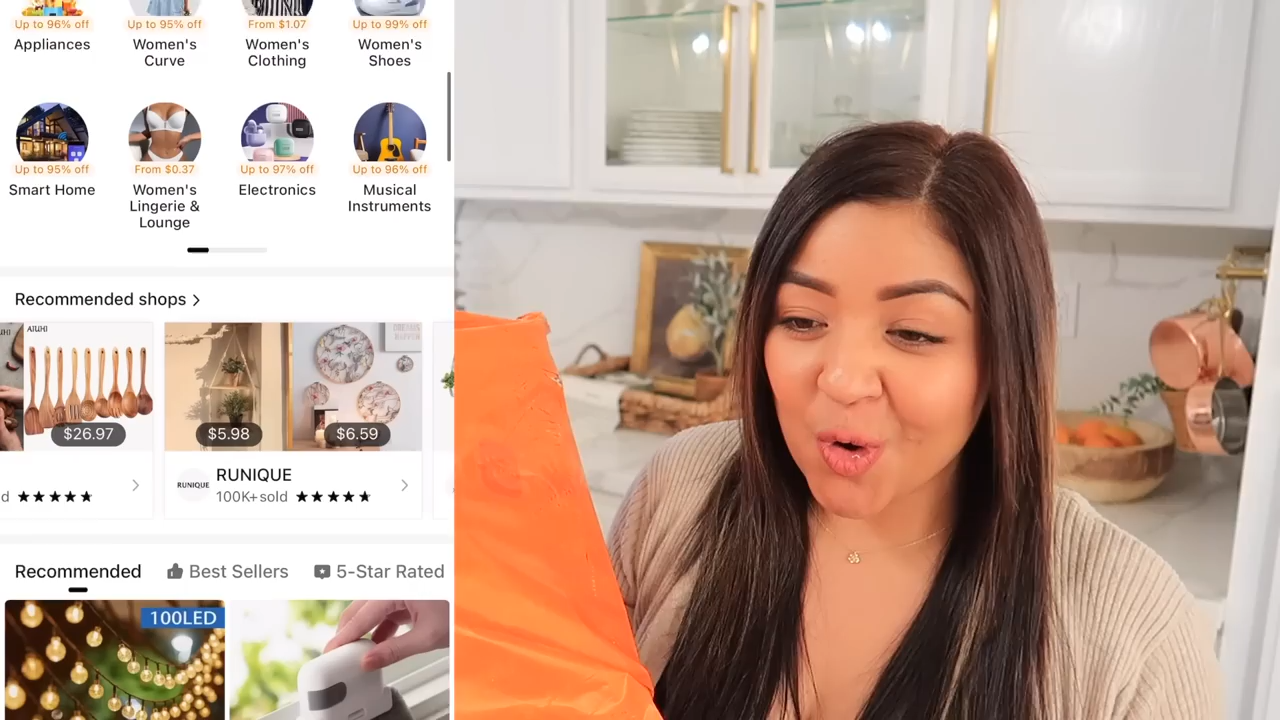 Up to 96% off
Up to 95% off
From $1.07
Up to 99% off
Appliances
Women's
Curve
Women's
Clothing
Women's
Shoes
Up to 95% off
From $0.37
Up to 97% off
Up to 96% off
Smart Home
Women's
Lingerie &
Lounge
Electronics
Musical
Instruments
Recommended shops
$26.97
$5.98
$6.59
d
RUNIQUE
RUNIQUE
100K+sold
Recommended
Best Sellers
5-Star Rated
100LED